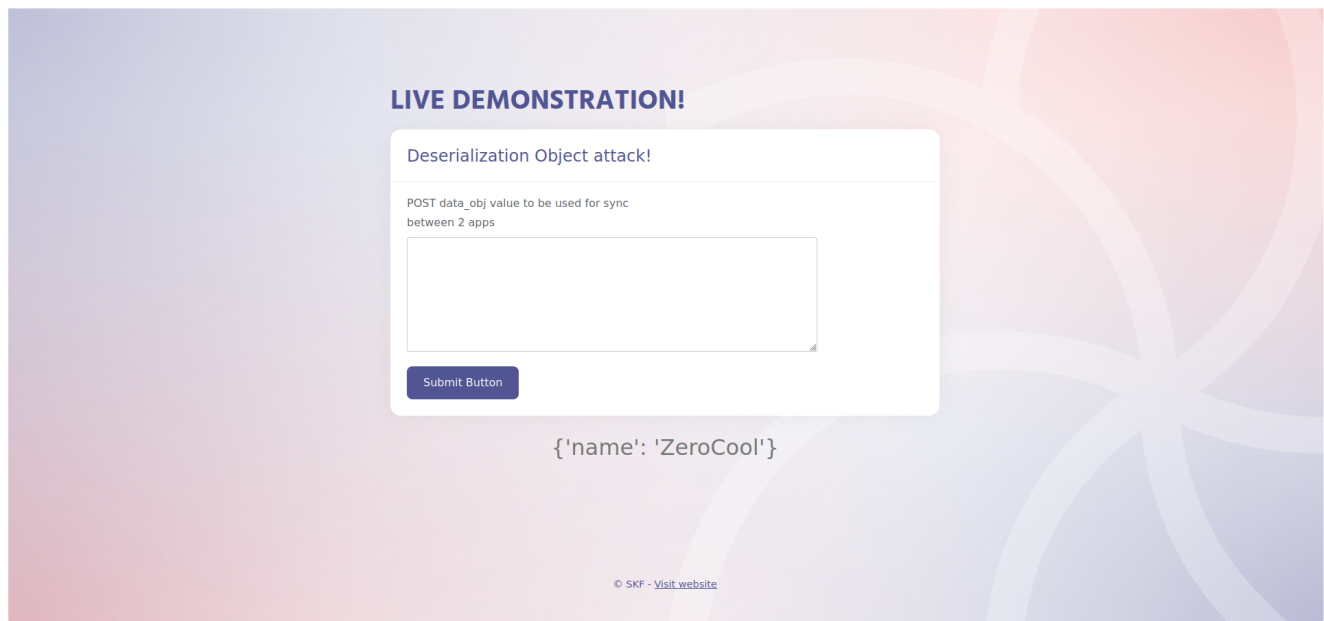 LIVE DEMONSTRATION!
Deserialization Object attack!
POST data_obj value to be used for sync
between 2 apps
Submit Button
{'name': 'ZeroCool'}
© SKF - Visit website